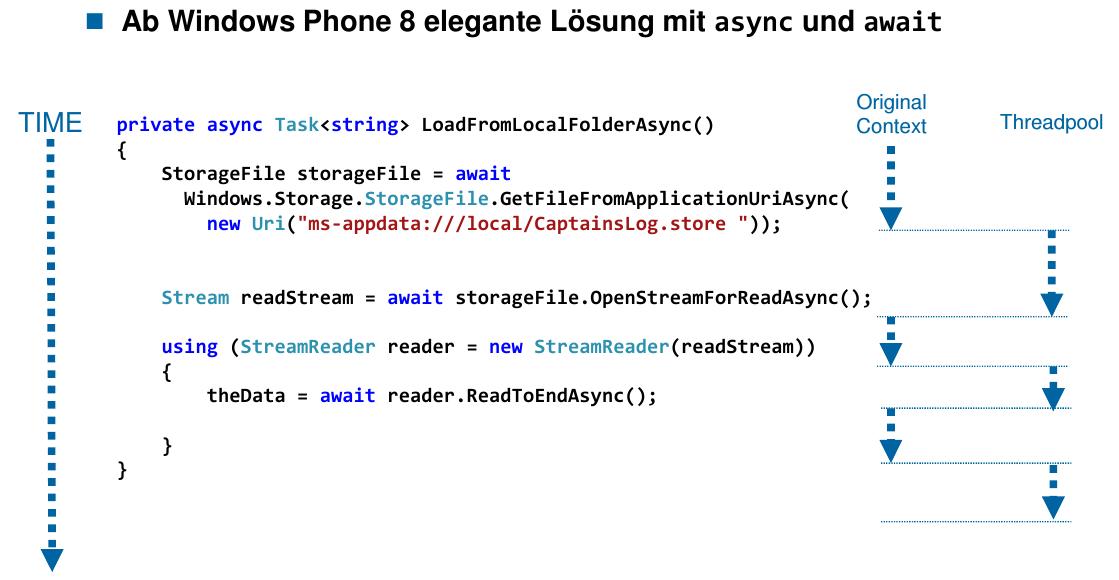 Ab Windows Phone 8 elegante Lösung mit async und await
TIME
Original
Context
Threadpool
private async Task<string> LoadFromLocalFolderAsync()
{
    StorageFile storageFile = await
      Windows.Storage.StorageFile.GetFileFromApplicationUriAsync(
        new Uri("ms-appdata:///local/CaptainsLog.store "));
    Stream readStream = await storageFile.OpenStreamForReadAsync();
    using (StreamReader reader = new StreamReader(readStream))
    {
        theData = await reader.ReadToEndAsync();
    }
}